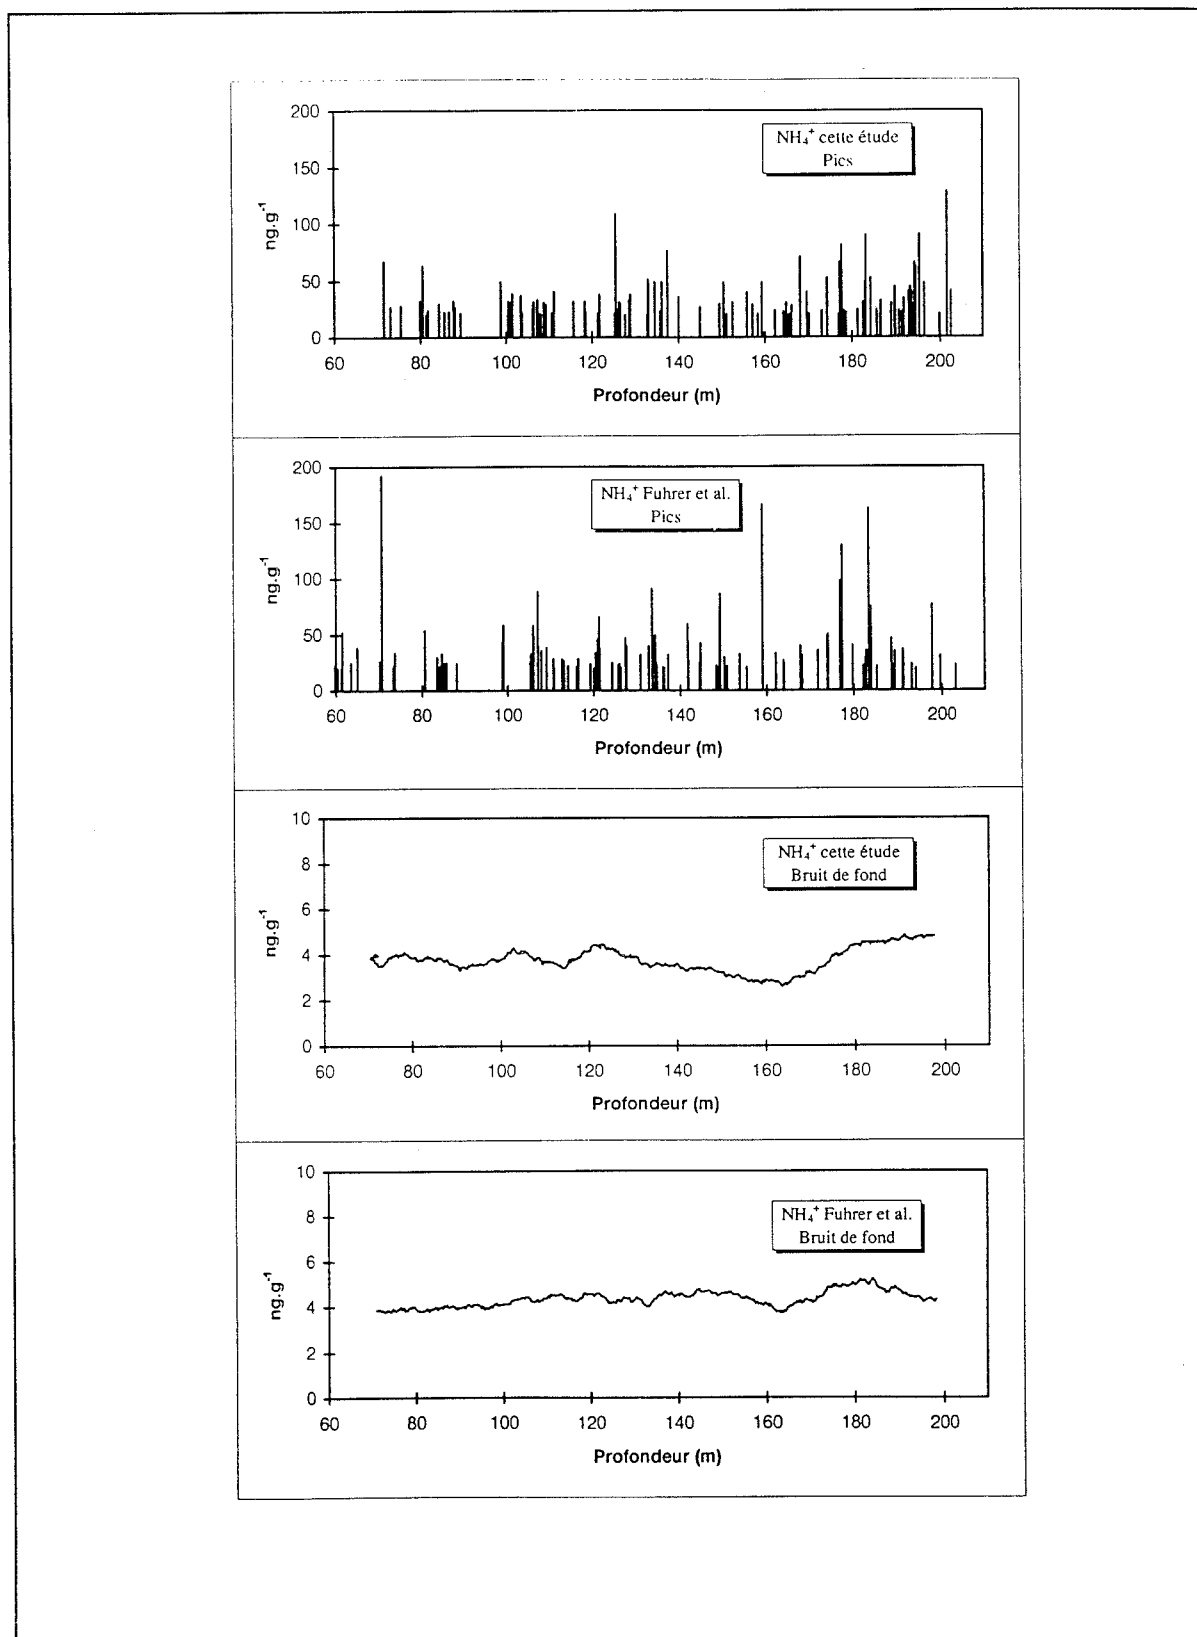 200
150
100
50
0
ng.g⁻¹
NH₄⁺ cette étude
Pics
60 80 100 120 140 160 180 200
Profondeur (m)
200
150
100
50
0
ng.g⁻¹
NH₄⁺ Fuhrer et al.
Pics
60 80 100 120 140 160 180 200
Profondeur (m)
10
8
6
4
2
0
ng.g⁻¹
NH₄⁺ cette étude
Bruit de fond
60 80 100 120 140 160 180 200
Profondeur (m)
10
8
6
4
2
0
ng.g⁻¹
NH₄⁺ Fuhrer et al.
Bruit de fond
60 80 100 120 140 160 180 200
Profondeur (m)